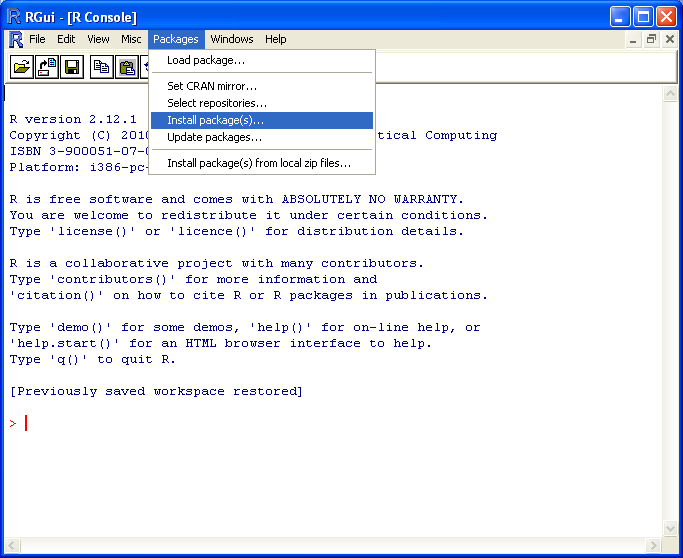 RGui - [R Console]
File Edit View Misc Packages Windows Help
Load package...
Set CRAN mirror...
Select repositories...
Install package(s)...
Update packages...
Install package(s) from local zip files...
R version 2.12.1
Copyright (C) 201 tical Computing
ISBN 3-900051-07-
Platform: i386-pc-
R is free software and comes with ABSOLUTELY NO WARRANTY.
You are welcome to redistribute it under certain conditions.
Type 'license()' or 'licence()' for distribution details.
R is a collaborative project with many contributors.
Type 'contributors()' for more information and
'citation()' on how to cite R or R packages in publications.
Type 'demo()' for some demos, 'help()' for on-line help, or
'help.start()' for an HTML browser interface to help.
Type 'q()' to quit R.
[Previously saved workspace restored]
>